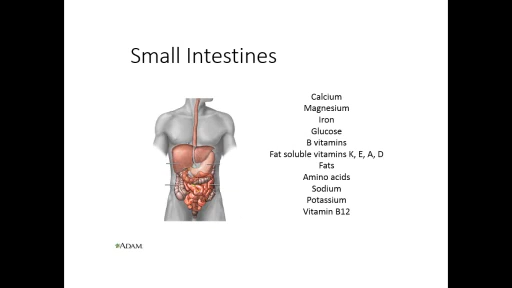 Small Intestines
Calcium
Magnesium
Iron
Glucose
B vitamins
Fat soluble vitamins K, E, A, D
Fats
Amino acids
Sodium
Potassium
Vitamin B12
ADAM